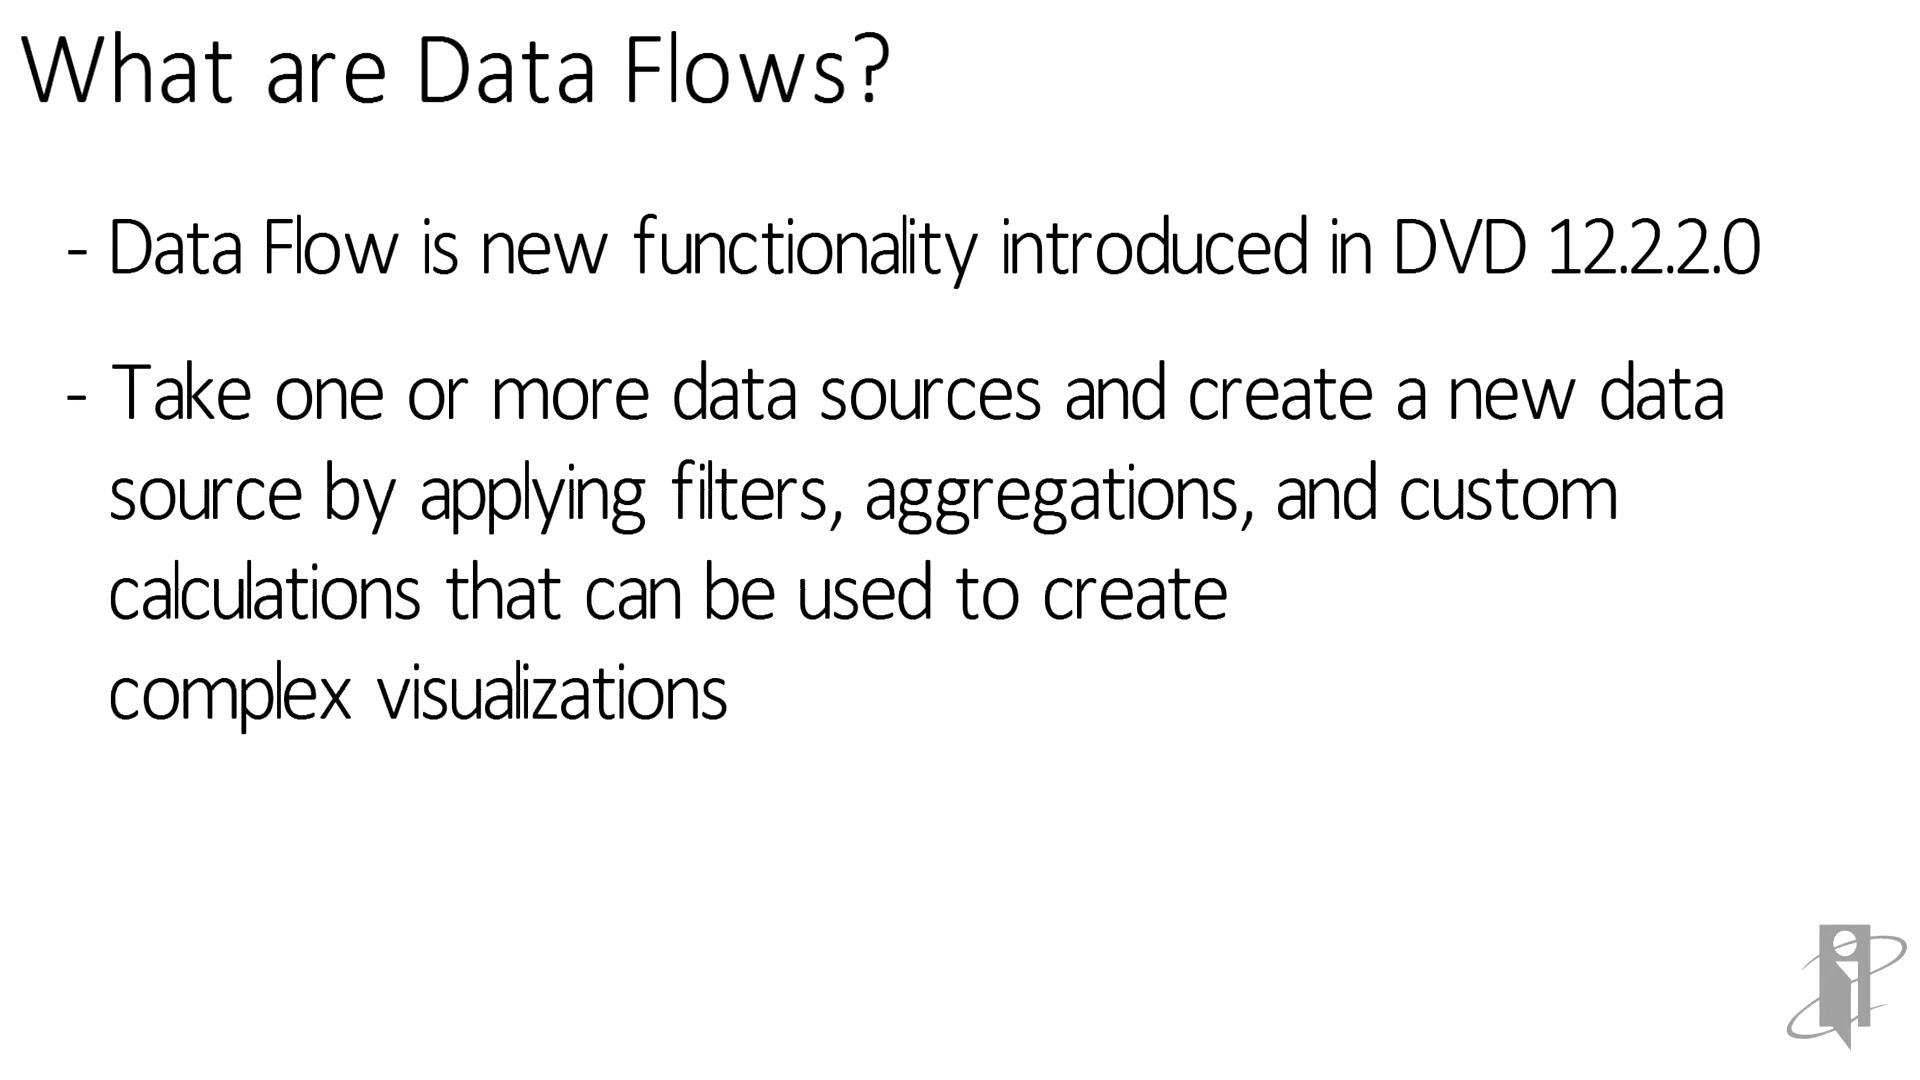 What are Data Flows?
- Data Flow is new functionality introduced in DVD 12.2.2.0
- Take one or more data sources and create a new data
source by applying filters, aggregations, and custom
calculations that can be used to create
complex visualizations